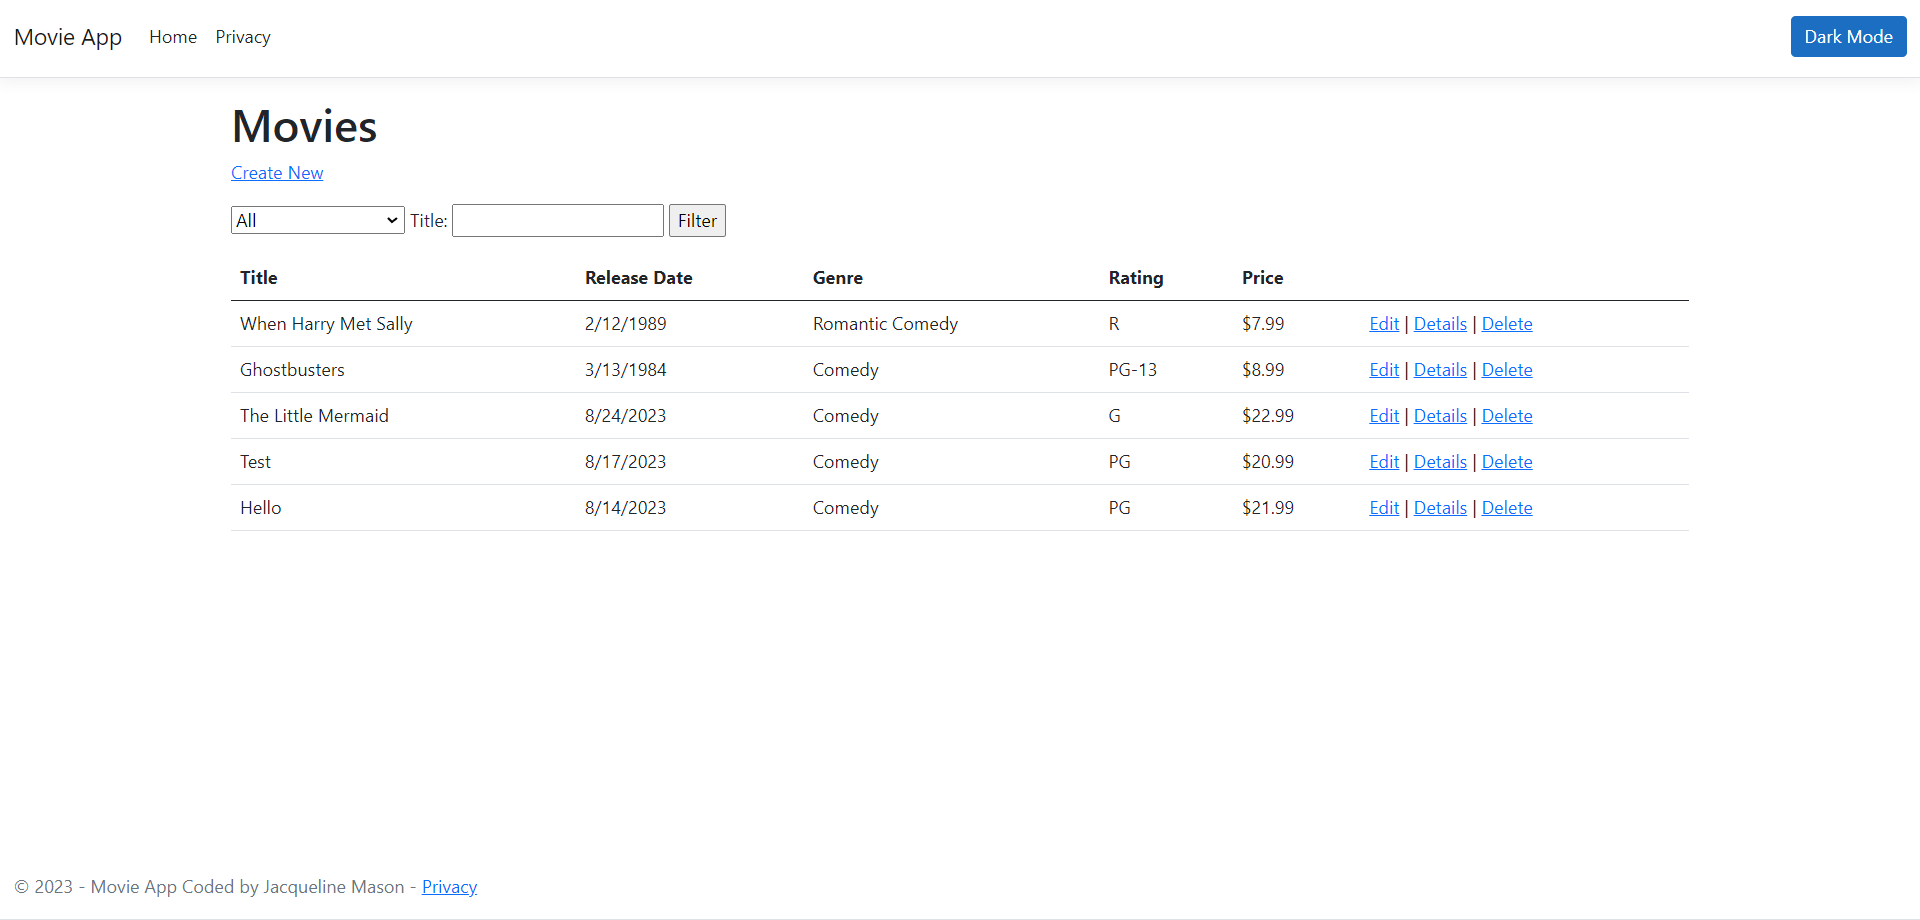 Movie App Home Privacy Dark Mode
Movies
Create New
All Title: Filter
Title Release Date Genre Rating Price
When Harry Met Sally 2/12/1989 Romantic Comedy R $7.99 Edit | Details | Delete
Ghostbusters 3/13/1984 Comedy PG-13 $8.99 Edit | Details | Delete
The Little Mermaid 8/24/2023 Comedy G $22.99 Edit | Details | Delete
Test 8/17/2023 Comedy PG $20.99 Edit | Details | Delete
Hello 8/14/2023 Comedy PG $21.99 Edit | Details | Delete
© 2023 - Movie App Coded by Jacqueline Mason - Privacy